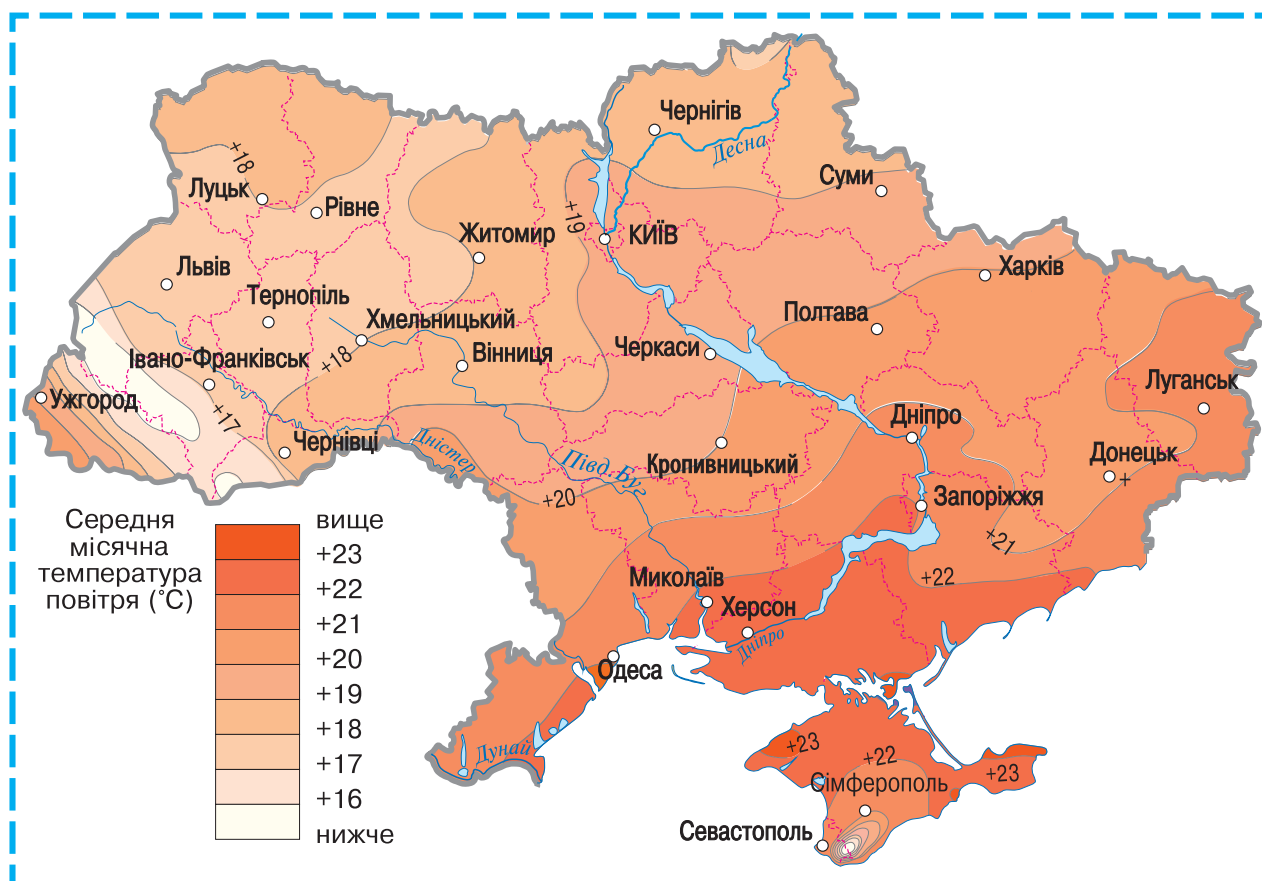 Чернігів
Десна
+18
Суми
Луцьк
Рівне
+19
КИЇВ
Житомир
Львів
Харків
Тернопіль
Полтава
Хмельницький
Черкаси
Вінниця
+18
Івано-Франківськ
Луганськ
Ужгород
+17
Дніпро
Чернівці
Дністер
Півд. Бу
Кропивницький
Донецьк
+
+20
Запоріжжя
+21
+22
Миколаїв
Херсон
Дніпро
Одеса
Дунай
+23
+22
+23
Сімферополь
Севастополь
Середня
місячна
температура
повітря (°С)
вище
+23
+22
+21
+20
+19
+18
+17
+16
нижче